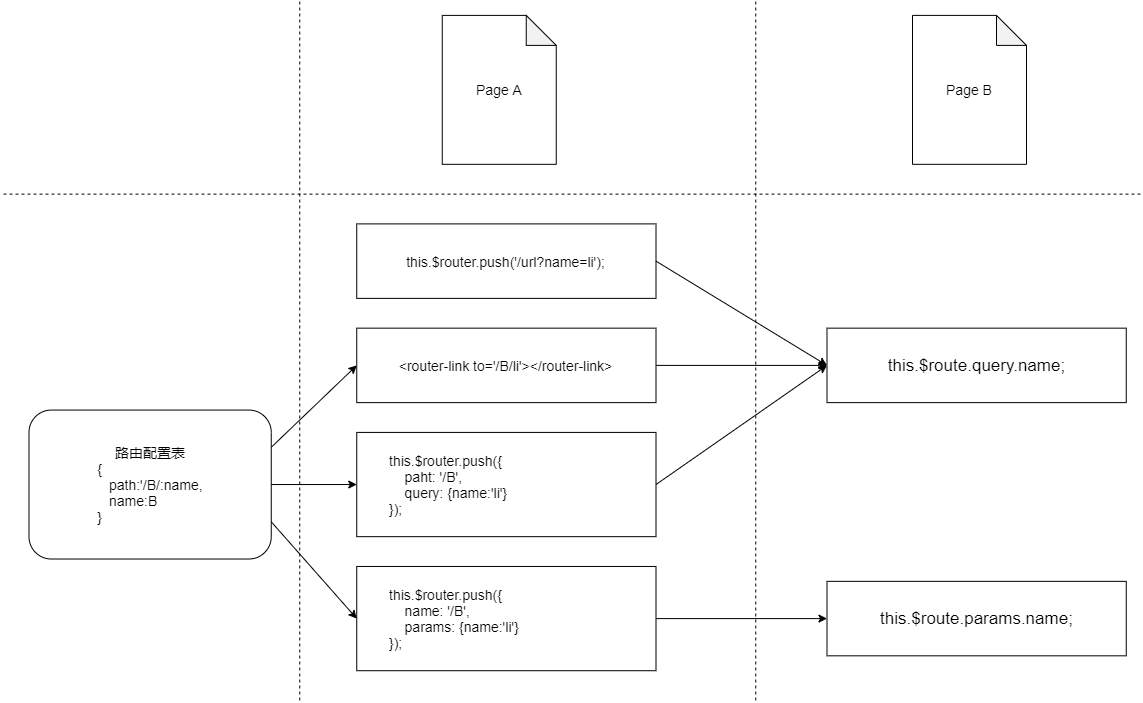 Page A
Page B
this.$router.push('/url?name=li');
<router-link to='/B/li'></router-link>
this.$route.query.name;
路由配置表
{
path:'/B/:name,
name:B
}
this.$router.push({
paht: '/B',
query: {name:'li'}
});
this.$router.push({
name: '/B',
params: {name:'li'}
});
this.$route.params.name;